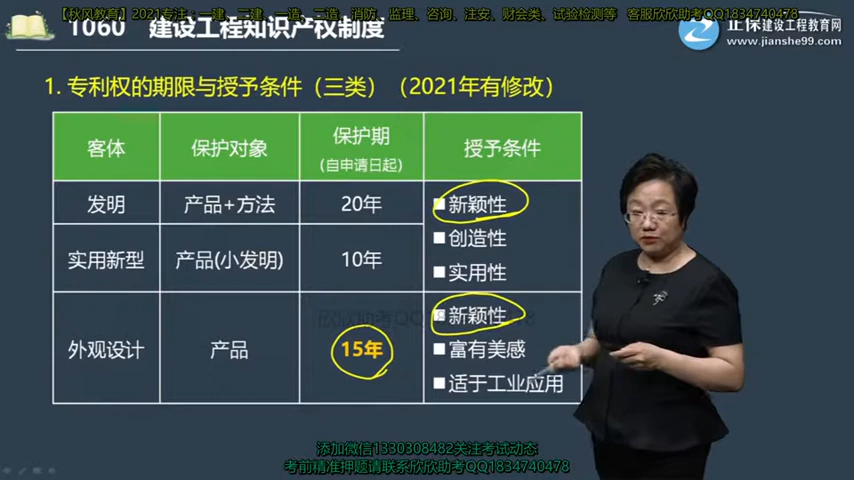 【秋风教育】2021专注：一建、二建、一造、二造、消防、监理、咨询、注安、财会类、试验检测等 客服欣欣助考QQ1834740478
1060 建设工程知识产权制度
正保建设工程教育网
www.jianshe99.com
1. 专利权的期限与授予条件（三类）（2021年有修改）
客体 保护对象 保护期 (自申请日起) 授予条件
发明 产品+方法 20年 ■新颖性
■创造性
实用新型 产品(小发明) 10年
■实用性
■新颖性
外观设计 产品 15年 ■富有美感
■适于工业应用
添加微信1330308482关注考试动态
考前精准押题请联系欣欣助考QQ1834740478